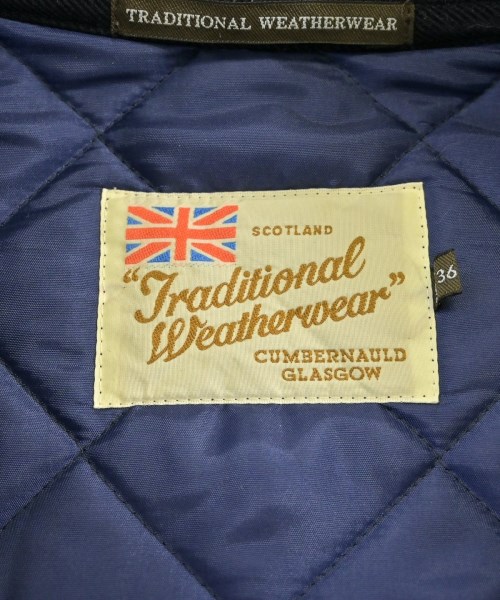 TRADITIONAL WEATHERWEAR
SCOTLAND
"Traditional
Weatherwear"
36
CUMBERNAULD
GLASGOW